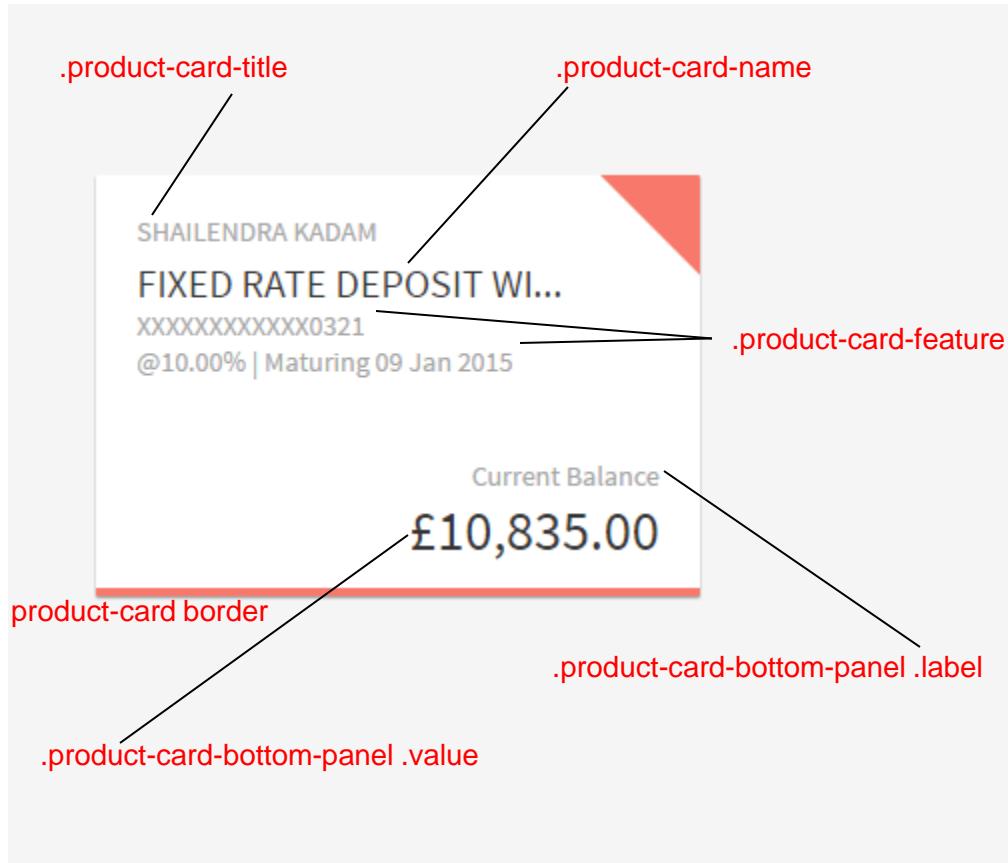 .product-card-title
.product-card-name
SHAILENDRA KADAM
FIXED RATE DEPOSIT WI...
XXXXXXXXXXXX0321
@10.00% | Maturing 09 Jan 2015
.product-card-feature
Current Balance
£10,835.00
product-card border
.product-card-bottom-panel .label
.product-card-bottom-panel .value